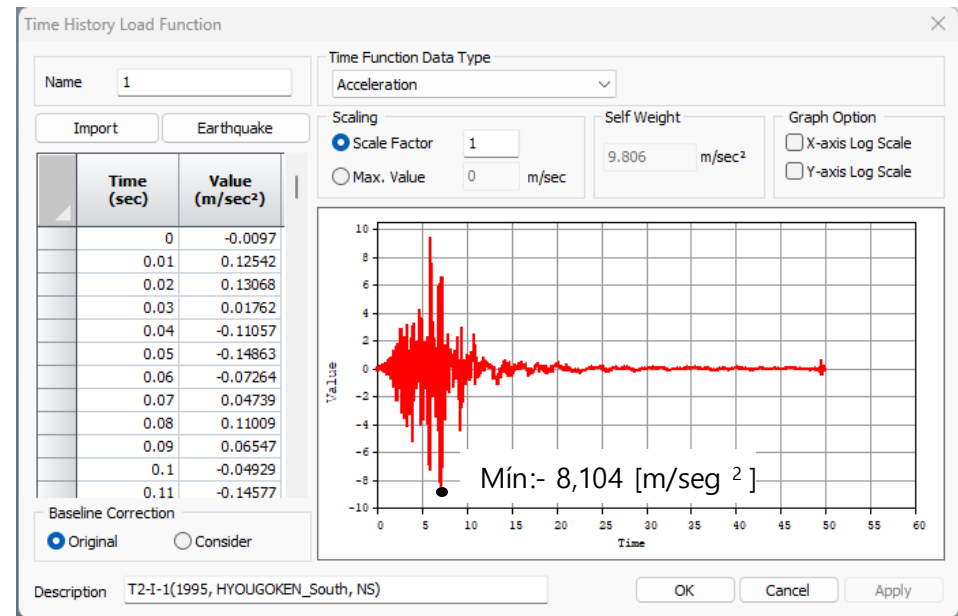 Time History Load Function
Name 1
Import Earthquake
Time (sec) Value (m/sec²)
0 -0.0097
0.01 0.12542
0.02 0.13068
0.03 0.01762
0.04 -0.11057
0.05 -0.14863
0.06 -0.07264
0.07 0.04739
0.08 0.11009
0.09 0.06547
0.1 -0.04929
0.11 -0.14577
Baseline Correction
Original Consider
Time Function Data Type
Acceleration
Scaling
Scale Factor 1
Max. Value 0 m/sec
Self Weight
9.806 m/sec²
Graph Option
X-axis Log Scale
Y-axis Log Scale
10
8
6
4
2
0
-2
-4
-6
-8
-10
Value
Mín:- 8,104 [m/seg ²]
0 5 10 15 20 25 30 35 40 45 50 55 60
Time
Description T2-I-1(1995, HYOUGOKEN_South, NS)
OK Cancel Apply